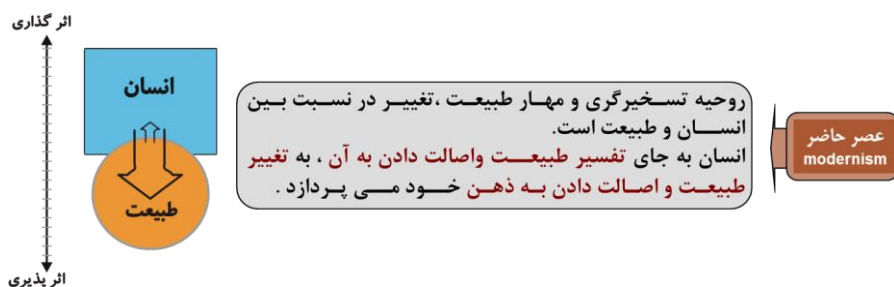 عصر حاضر
modernism
روحیه تسخیرگری و مهار طبیعت ،تغییر در نسبت بین
انسان و طبیعت است.
انسان به جای تفسیر طبیعت واصالت دادن به آن ، به تغییر
طبیعت و اصالت دادن به ذهن خود می پردازد .
اثر گذاری
انسان
طبیعت
اثر پذیری